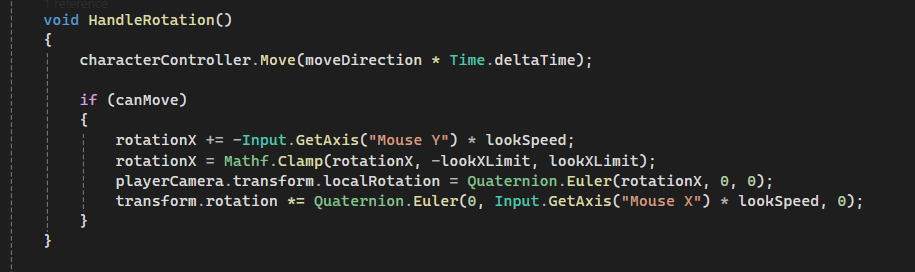 1 reference
void HandleRotation()
{
characterController.Move(moveDirection * Time.deltaTime);
if (canMove)
{
rotationX += -Input.GetAxis("Mouse Y") * lookSpeed;
rotationX = Mathf.Clamp(rotationX, -lookXLimit, lookXLimit);
playerCamera.transform.localRotation = Quaternion.Euler(rotationX, 0, 0);
transform.rotation *= Quaternion.Euler(0, Input.GetAxis("Mouse X") * lookSpeed, 0);
}
}